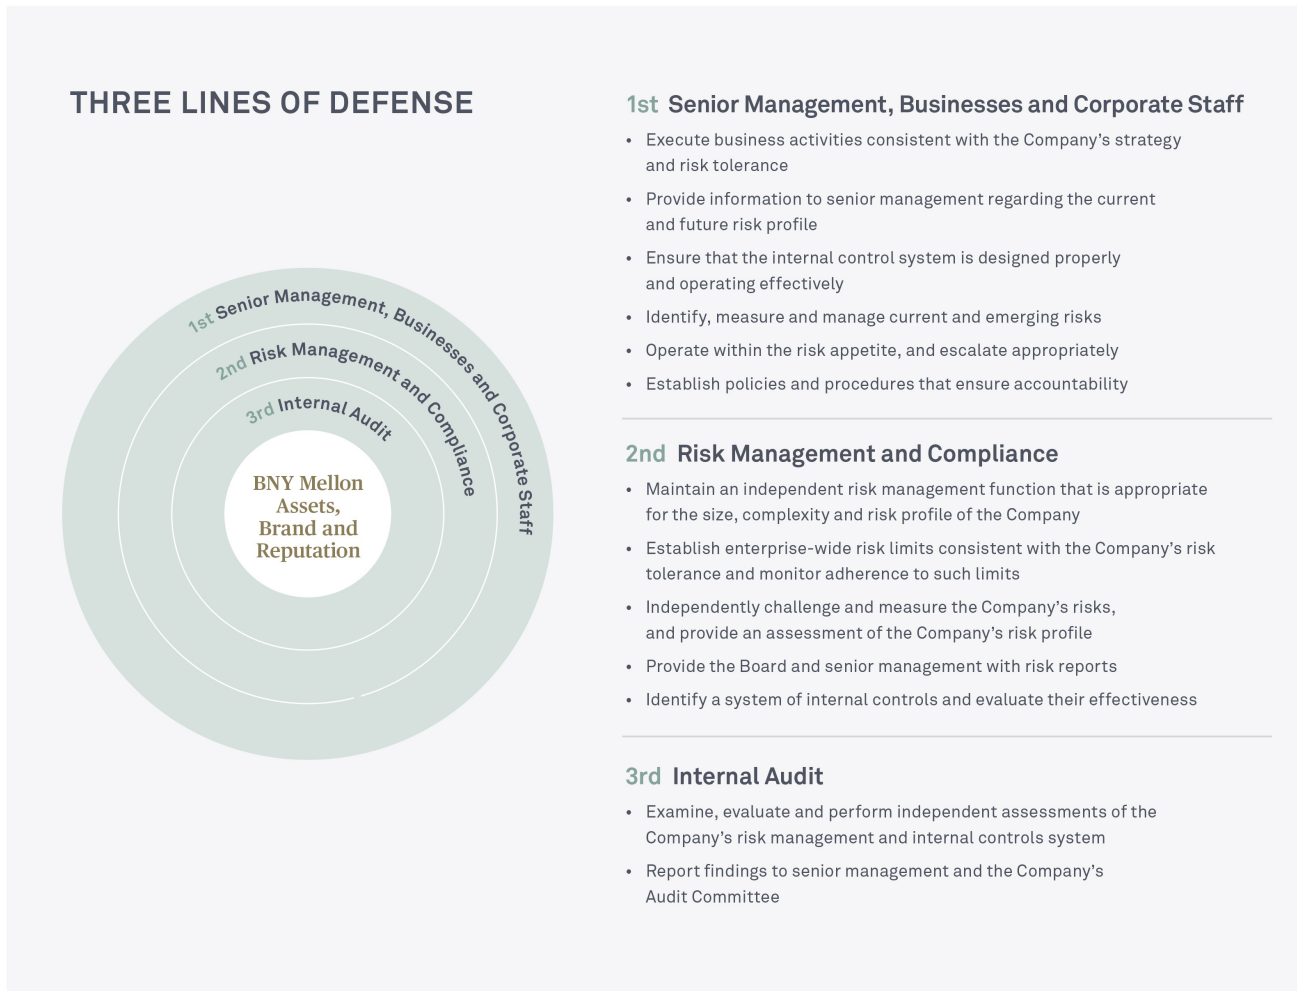 THREE LINES OF DEFENSE
1st Senior Management, Businesses and Corporate Staff
2nd Risk Management and Compliance
3rd Internal Audit
BNY Mellon
Assets,
Brand and
Reputation
1st Senior Management, Businesses and Corporate Staff
• Execute business activities consistent with the Company’s strategy
and risk tolerance
• Provide information to senior management regarding the current
and future risk profile
• Ensure that the internal control system is designed properly
and operating effectively
• Identify, measure and manage current and emerging risks
• Operate within the risk appetite, and escalate appropriately
• Establish policies and procedures that ensure accountability
2nd Risk Management and Compliance
• Maintain an independent risk management function that is appropriate
for the size, complexity and risk profile of the Company
• Establish enterprise-wide risk limits consistent with the Company’s risk
tolerance and monitor adherence to such limits
• Independently challenge and measure the Company’s risks,
and provide an assessment of the Company’s risk profile
• Provide the Board and senior management with risk reports
• Identify a system of internal controls and evaluate their effectiveness
3rd Internal Audit
• Examine, evaluate and perform independent assessments of the
Company’s risk management and internal controls system
• Report findings to senior management and the Company’s
Audit Committee